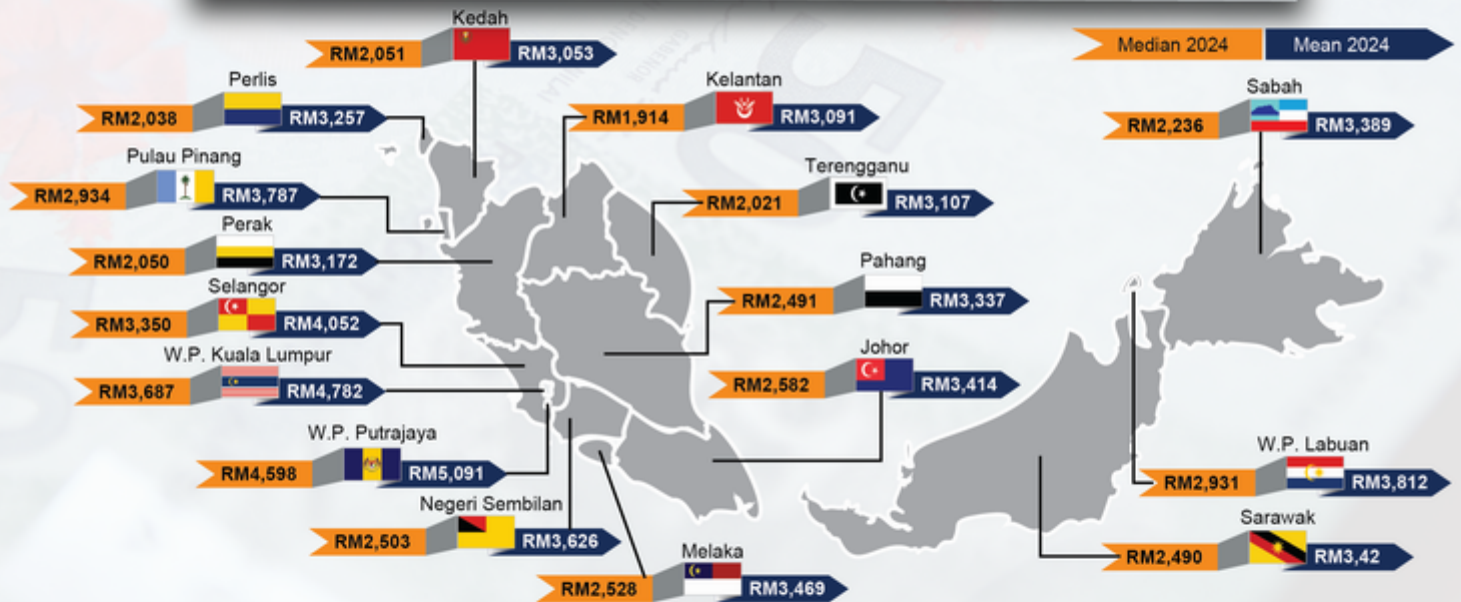 Kedah
RM2,051 RM3,053
Median 2024 Mean 2024
Perlis
RM2,038 RM3,257
Kelantan
RM1,914 RM3,091
Sabah
RM2,236 RM3,389
Pulau Pinang
RM2,934 RM3,787
Terengganu
RM2,021 RM3,107
Perak
RM2,050 RM3,172
Pahang
RM2,491 RM3,337
Selangor
RM3,350 RM4,052
W.P. Kuala Lumpur
RM3,687 RM4,782
Johor
RM2,582 RM3,414
W.P. Putrajaya
RM4,598 RM5,091
W.P. Labuan
RM2,931 RM3,812
Negeri Sembilan
RM2,503 RM3,626
Sarawak
RM2,490 RM3,42
Melaka
RM2,528 RM3,469